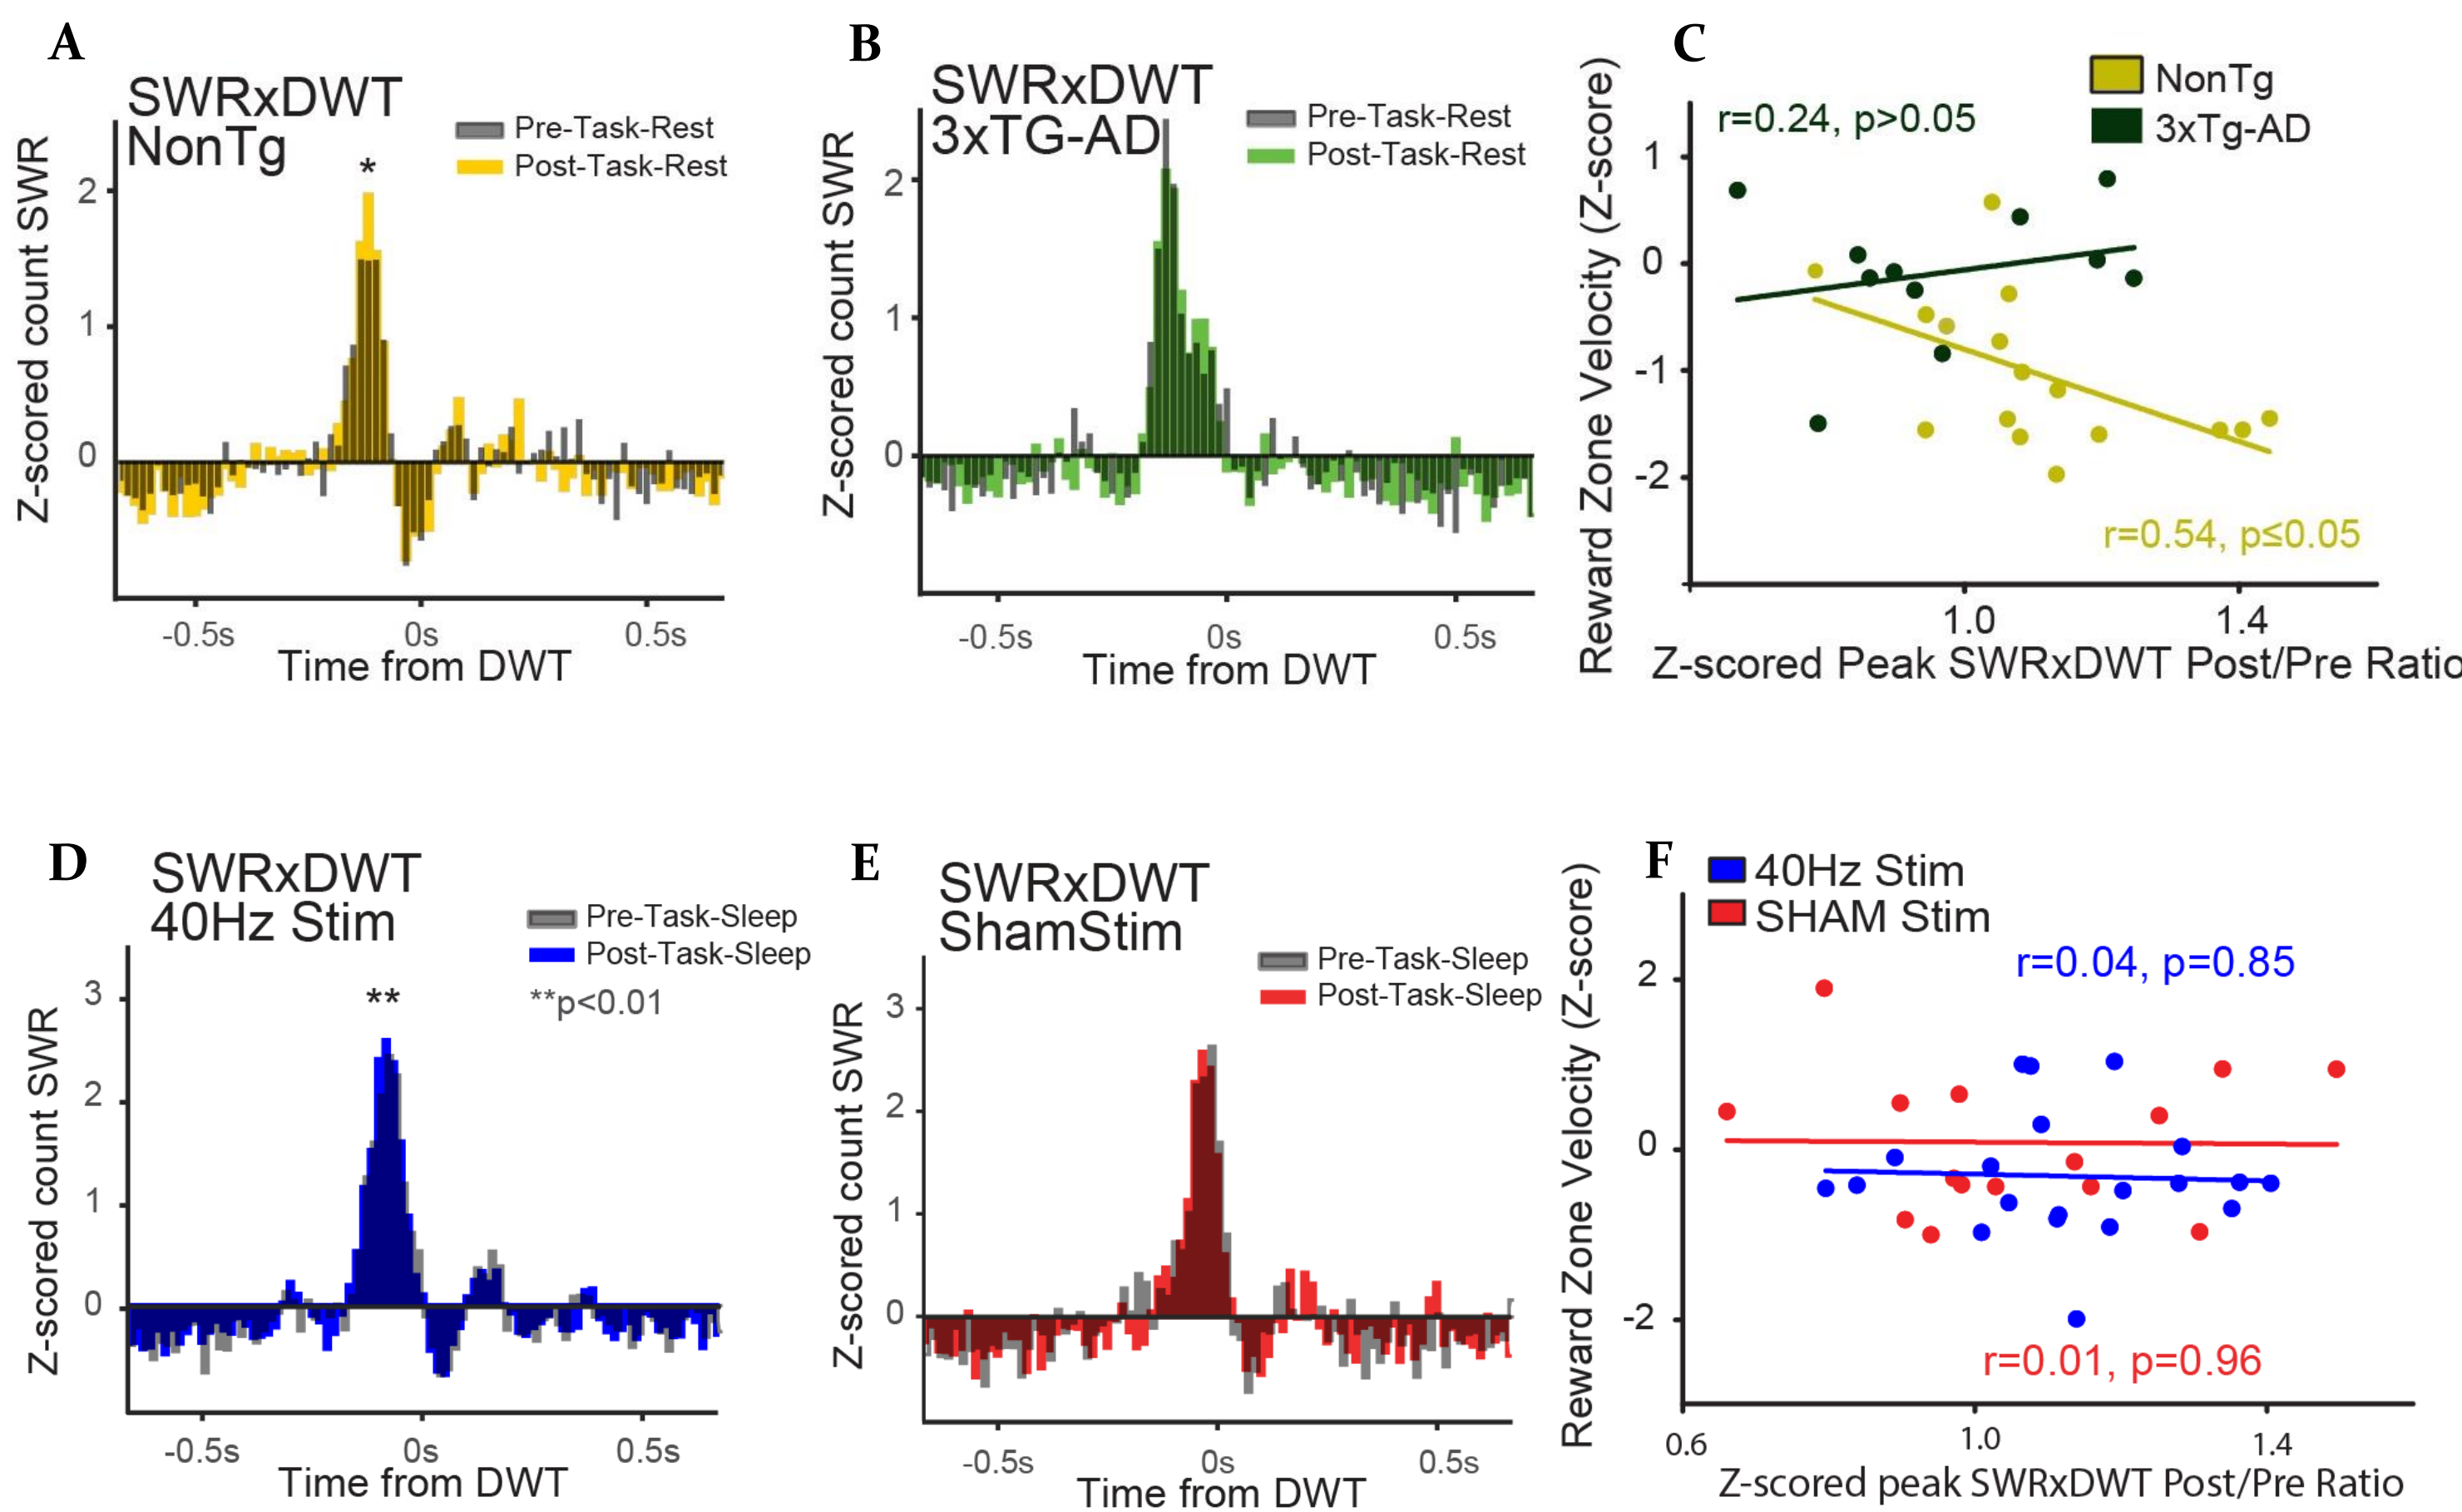 A
SWRxDWT
NonTg
Pre-Task-Rest
Post-Task-Rest
*
Z-scored count SWR
2
1
0
-0.5s
0s
0.5s
Time from DWT
B
SWRxDWT
3xTG-AD
Pre-Task-Rest
Post-Task-Rest
Z-scored count SWR
2
1
0
-0.5s
0s
0.5s
Time from DWT
C
NonTg
3xTg-AD
r=0.24, p>0.05
Reward Zone Velocity (Z-score)
1
0
-1
-2
r=0.54, p≤0.05
1.0
1.4
Z-scored Peak SWRxDWT Post/Pre Ratio
D
SWRxDWT
40Hz Stim
Pre-Task-Sleep
Post-Task-Sleep
**p<0.01
**
Z-scored count SWR
3
2
1
0
-0.5s
0s
0.5s
Time from DWT
E
SWRxDWT
ShamStim
Pre-Task-Sleep
Post-Task-Sleep
Z-scored count SWR
3
2
1
0
-0.5s
0s
0.5s
Time from DWT
F
40Hz Stim
SHAM Stim
r=0.04, p=0.85
Reward Zone Velocity (Z-score)
2
0
-2
r=0.01, p=0.96
0.6
1.0
1.4
Z-scored peak SWRxDWT Post/Pre Ratio